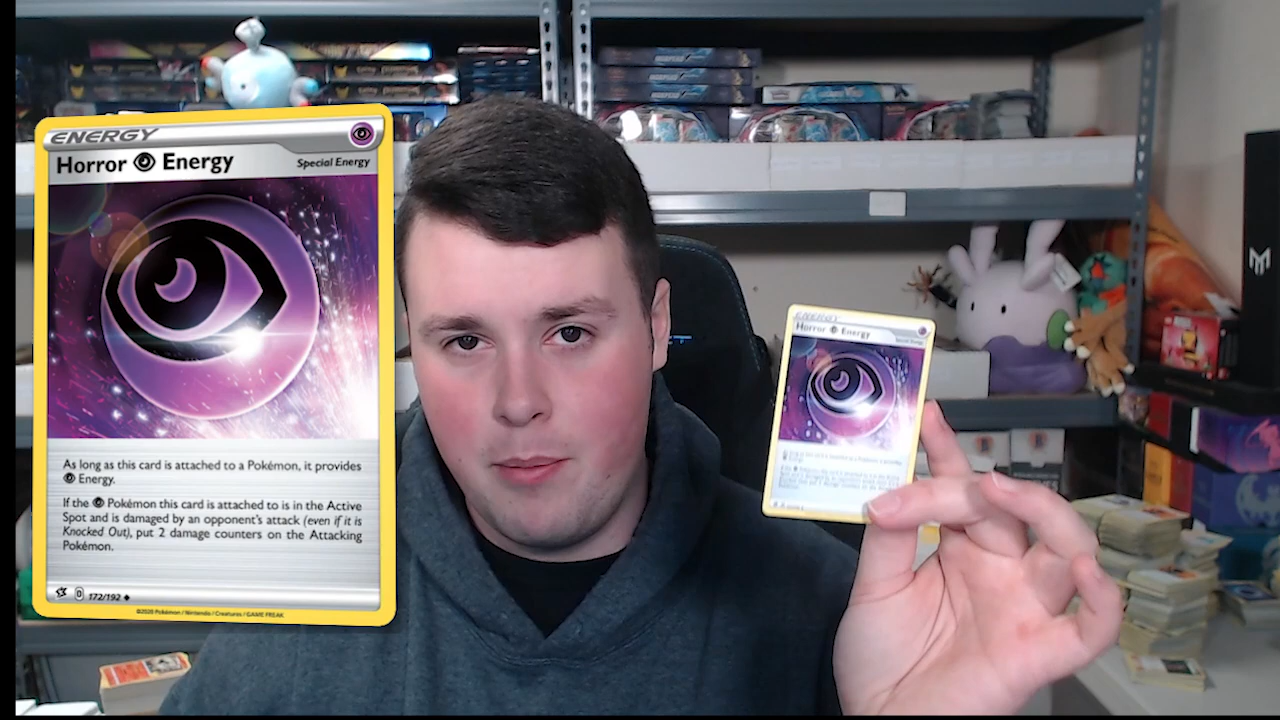 ENERGY
Horror Energy
Special Energy
As long as this card is attached to a Pokémon, it provides
Energy.
If the Pokémon this card is attached to is in the Active
Spot and is damaged by an opponent's attack (even if it is
Knocked Out), put 2 damage counters on the Attacking
Pokémon.
D 172/192
©2020 Pokémon / Nintendo / Creatures / GAME FREAK
ENERGY
Horror Energy
Special Energy